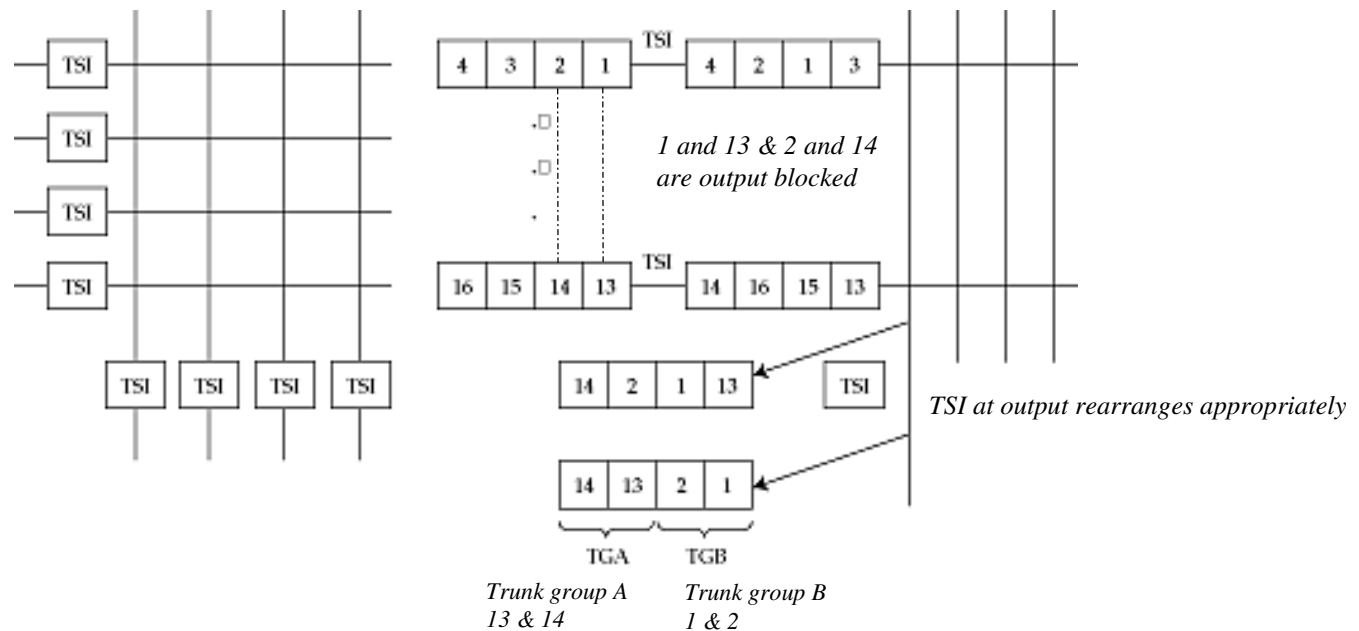 TSI
TSI
TSI
TSI
TSI TSI TSI TSI
TSI
4 3 2 1
4 2 1 3
1 and 13 & 2 and 14
are output blocked
TSI
16 15 14 13
14 16 15 13
14 2 1 13
TSI
TSI at output rearranges appropriately
14 13 2 1
TGA TGB
Trunk group A
13 & 14
Trunk group B
1 & 2